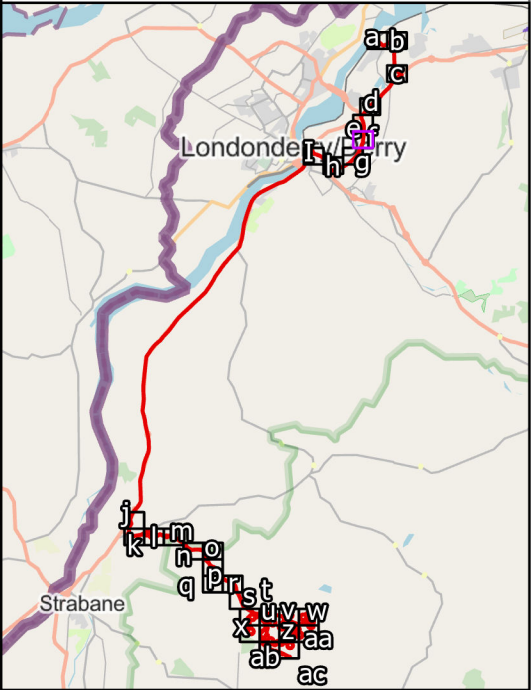 a b
c
d
e f
Londonderry/Derry
I h g
j
k l m
n o
p
q r
s t
u v w
x z aa
ab
ac
Strabane